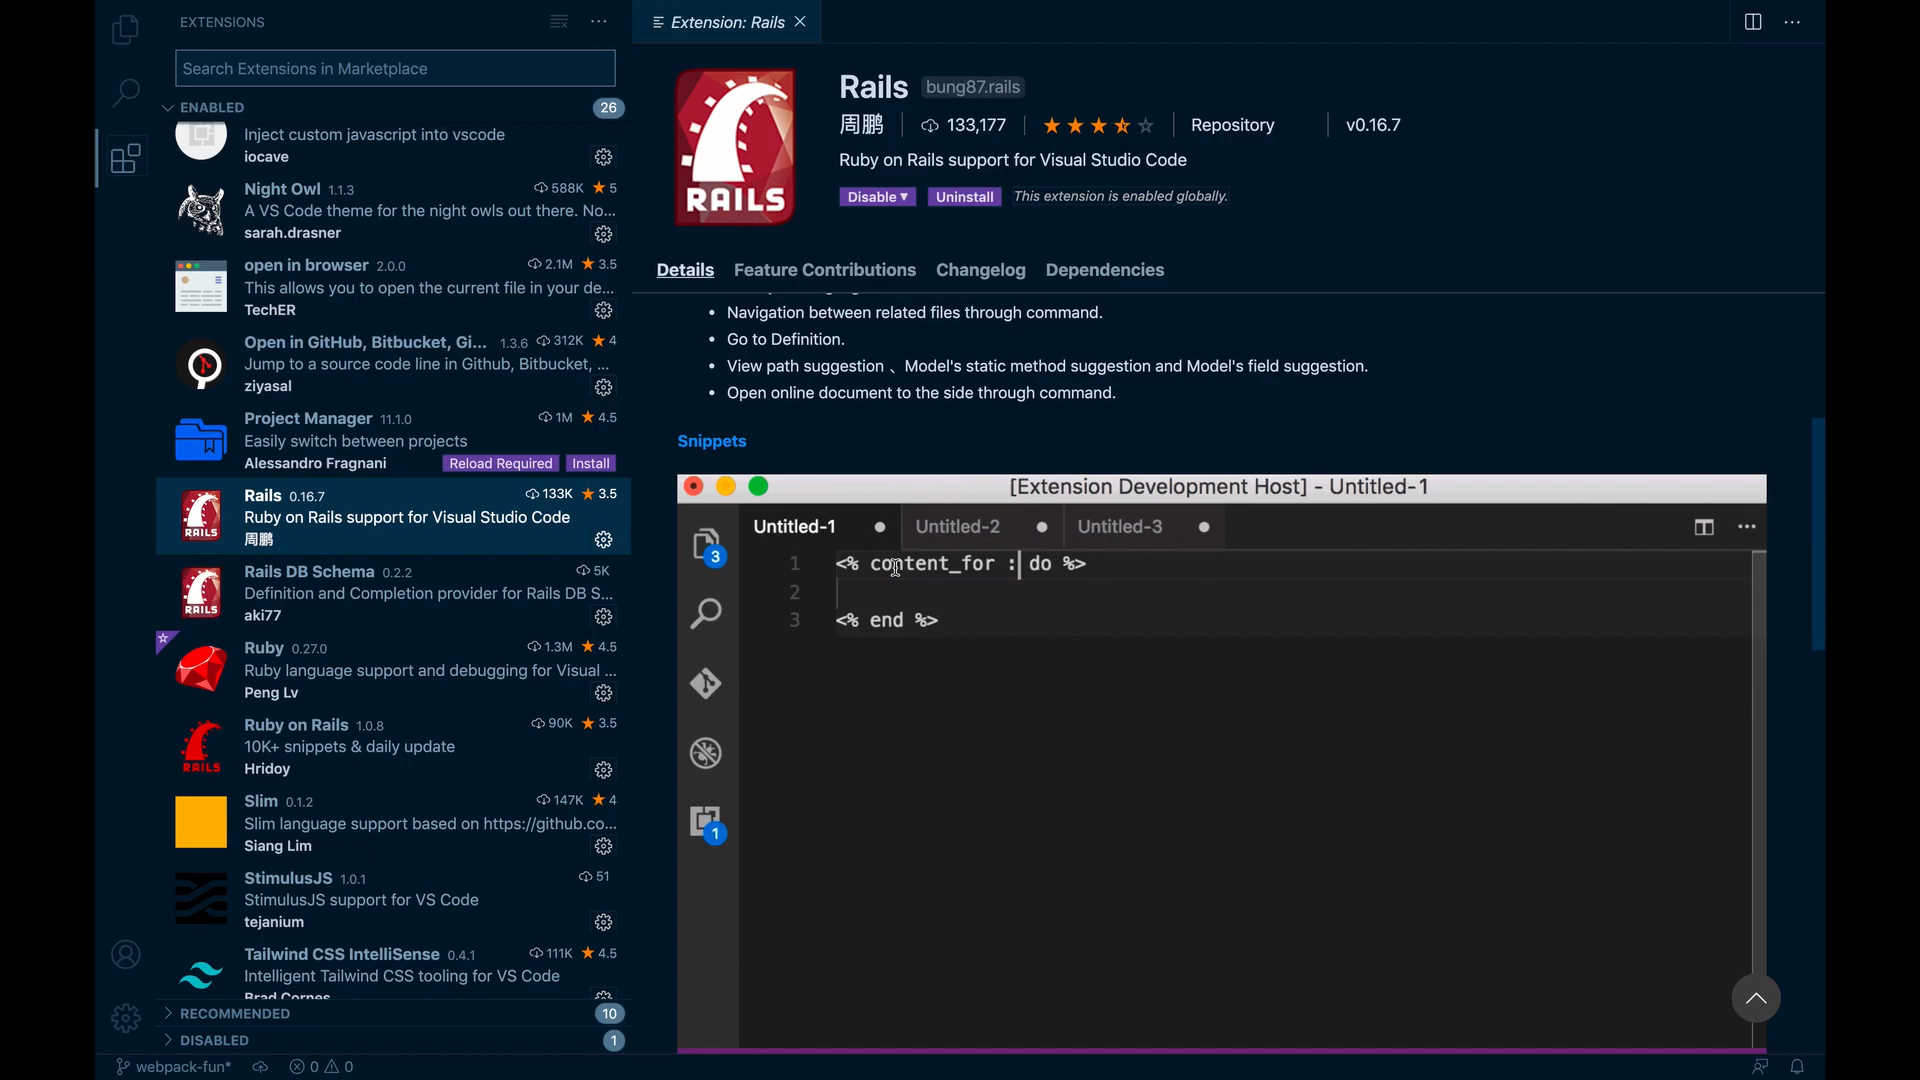 EXTENSIONS
Search Extensions in Marketplace
ENABLED 26
Inject custom javascript into vscode
iocave
Night Owl 1.1.3 588K 5
A VS Code theme for the night owls out there. No...
sarah.drasner
open in browser 2.0.0 2.1M 3.5
This allows you to open the current file in your de...
TechER
Open in GitHub, Bitbucket, Gi... 1.3.6 312K 4
Jump to a source code line in Github, Bitbucket, ...
ziyasal
Project Manager 11.1.0 1M 4.5
Easily switch between projects
Alessandro Fragnani Reload Required Install
RAILS
Rails 0.16.7 133K 3.5
Ruby on Rails support for Visual Studio Code
周鹏
RAILS
Rails DB Schema 0.2.2 5K
Definition and Completion provider for Rails DB S...
aki77
Ruby 0.27.0 1.3M 4.5
Ruby language support and debugging for Visual ...
Peng Lv
RAILS
Ruby on Rails 1.0.8 90K 3.5
10K+ snippets & daily update
Hridoy
Slim 0.1.2 147K 4
Slim language support based on https://github.co...
Siang Lim
StimulusJS 1.0.1 51
StimulusJS support for VS Code
tejanium
Tailwind CSS IntelliSense 0.4.1 111K 4.5
Intelligent Tailwind CSS tooling for VS Code
Brad Cornes
RECOMMENDED 10
DISABLED 1
webpack-fun* 0 0
Extension: Rails
RAILS
Rails bung87.rails
周鹏 133,177 Repository v0.16.7
Ruby on Rails support for Visual Studio Code
Disable Uninstall This extension is enabled globally.
Details Feature Contributions Changelog Dependencies
Navigation between related files through command.
Go to Definition.
View path suggestion 、Model's static method suggestion and Model's field suggestion.
Open online document to the side through command.
Snippets
[Extension Development Host] - Untitled-1
Untitled-1 Untitled-2 Untitled-3
3
1
1 <% content_for : do %>
2
3 <% end %>